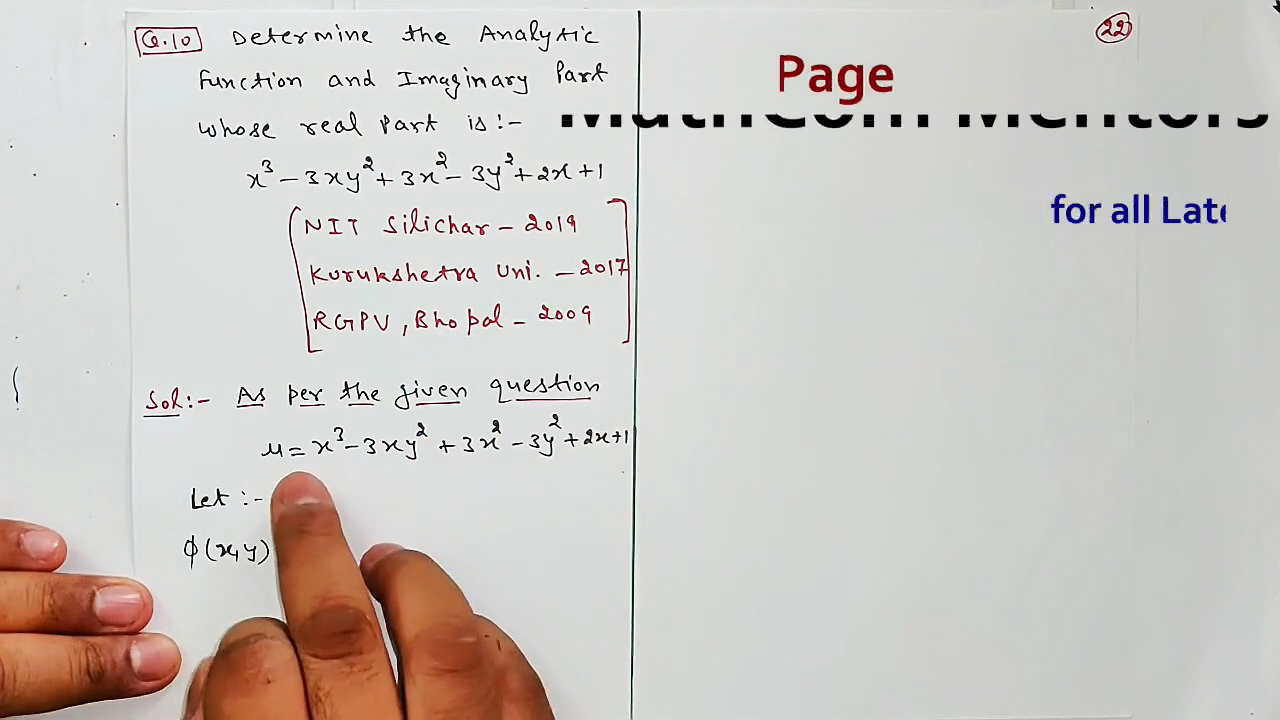 Q.10 Determine the Analytic
function and Imaginary Part
whose real Part is :-
x³ - 3xy² + 3x² - 3y² + 2x + 1
[NIT Silichar - 2019
Kurukshetra Uni. - 2017
RGPV, Bhopal - 2009]
Sol:- As per the given question
u = x³ - 3xy² + 3x² - 3y² + 2x + 1
Let :-
φ(x,y)
22
Page
for all Late